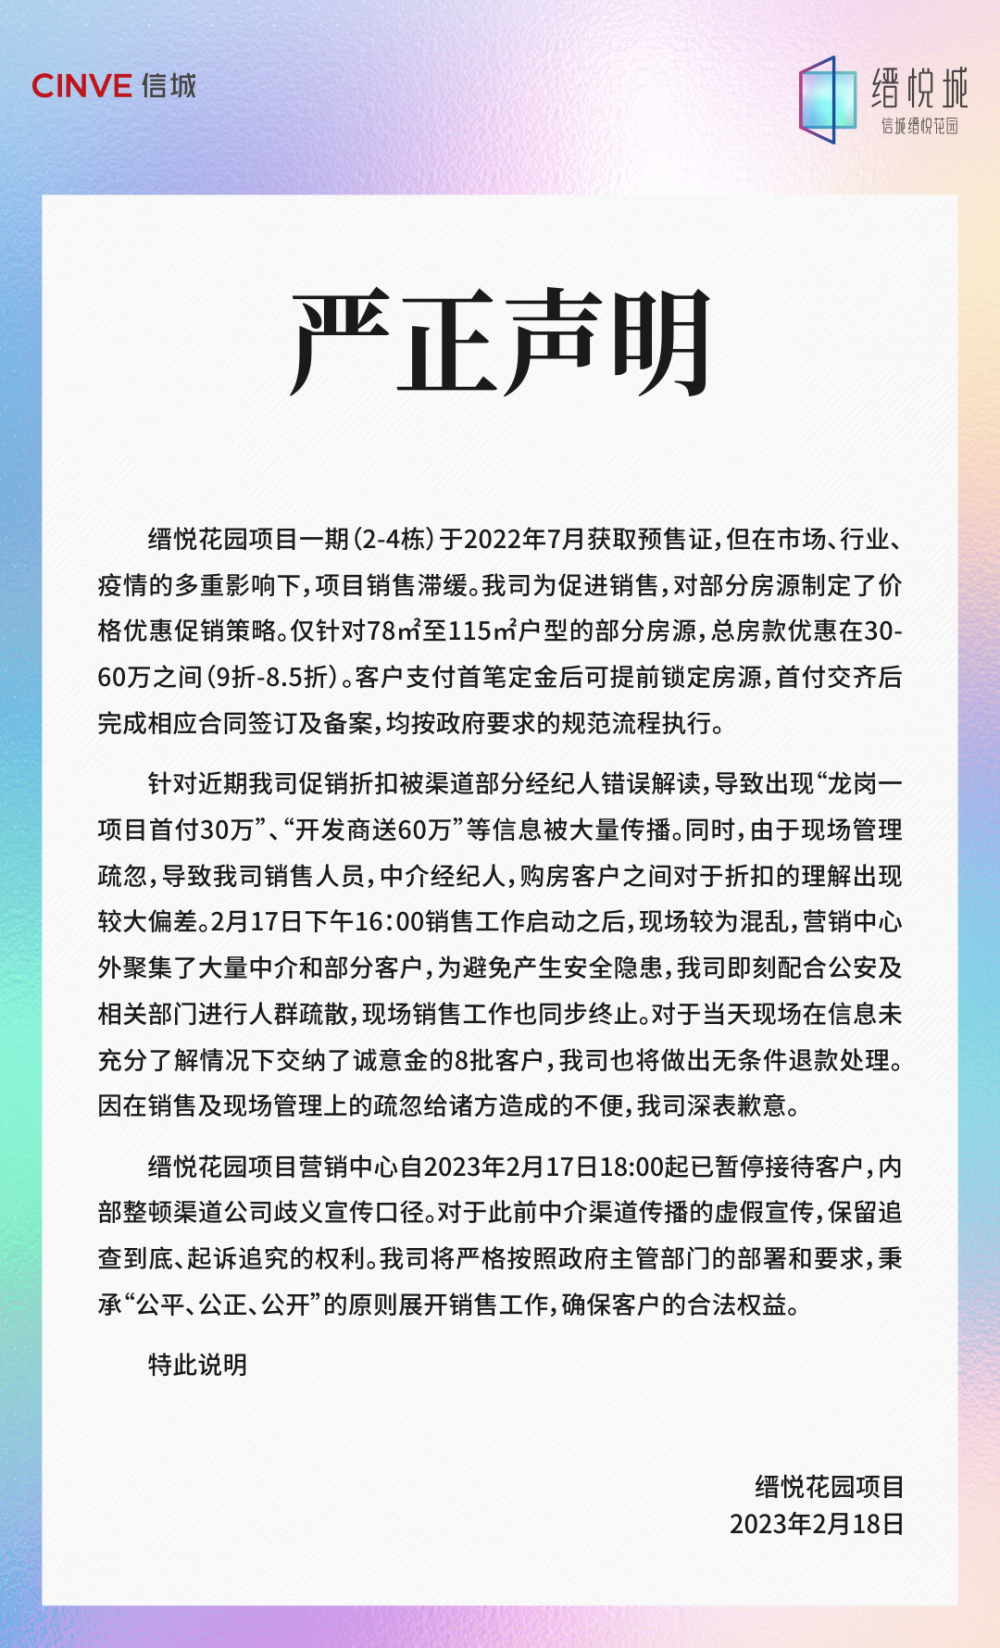 CINVE 信城
缙悦城
信城缙悦花园
严正声明
缙悦花园项目一期（2-4栋）于2022年7月获取预售证，但在市场、行业、
疫情的多重影响下，项目销售滞缓。我司为促进销售，对部分房源制定了价
格优惠促销策略。仅针对78㎡至115㎡户型的部分房源，总房款优惠在30-
60万之间（9折-8.5折）。客户支付首笔定金后可提前锁定房源，首付交齐后
完成相应合同签订及备案，均按政府要求的规范流程执行。
针对近期我司促销折扣被渠道部分经纪人错误解读，导致出现“龙岗一
项目首付30万”、“开发商送60万”等信息被大量传播。同时，由于现场管理
疏忽，导致我司销售人员，中介经纪人，购房客户之间对于折扣的理解出现
较大偏差。2月17日下午16：00销售工作启动之后，现场较为混乱，营销中心
外聚集了大量中介和部分客户，为避免产生安全隐患，我司即刻配合公安及
相关部门进行人群疏散，现场销售工作也同步终止。对于当天现场在信息未
充分了解情况下交纳了诚意金的8批客户，我司也将做出无条件退款处理。
因在销售及现场管理上的疏忽给诸方造成的不便，我司深表歉意。
缙悦花园项目营销中心自2023年2月17日18:00起已暂停接待客户，内
部整顿渠道公司歧义宣传口径。对于此前中介渠道传播的虚假宣传，保留追
查到底、起诉追究的权利。我司将严格按照政府主管部门的部署和要求，秉
承“公平、公正、公开”的原则展开销售工作，确保客户的合法权益。
特此说明
缙悦花园项目
2023年2月18日